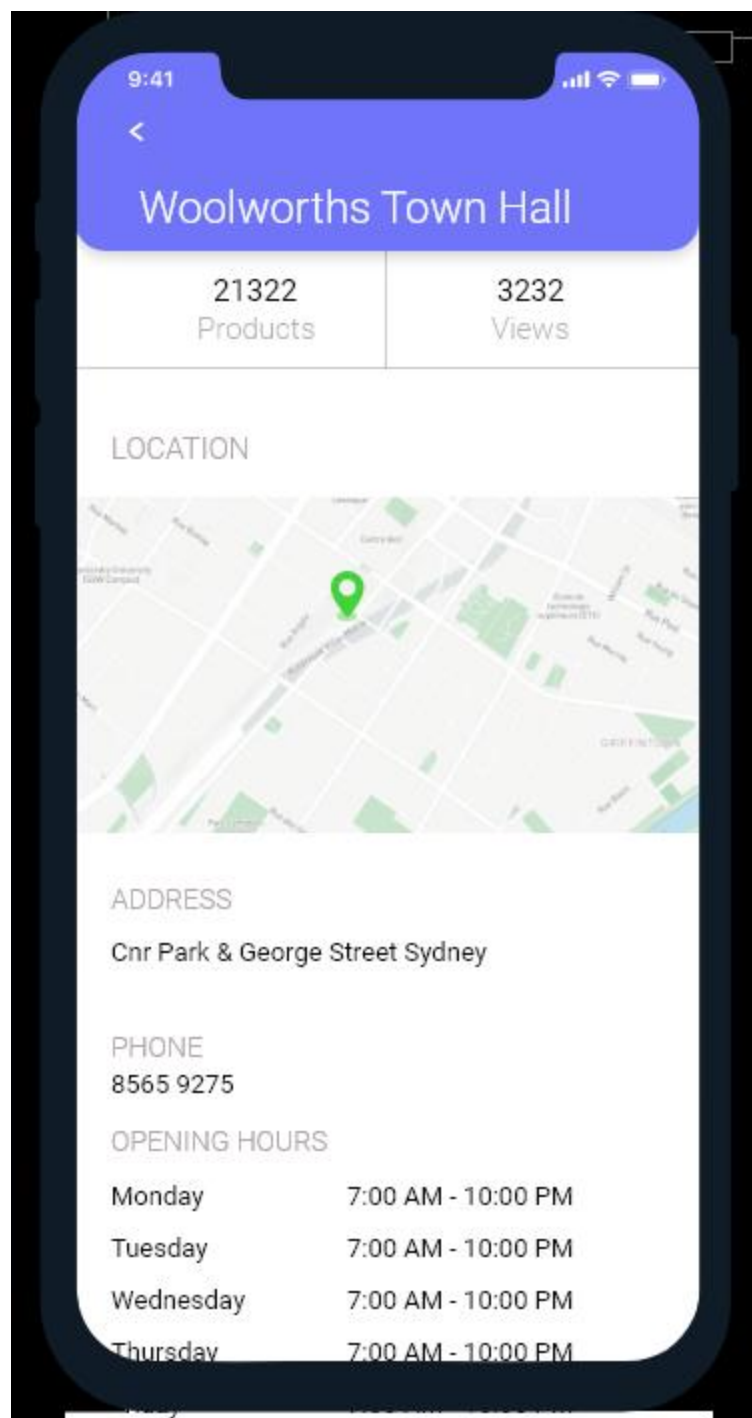 9:41
<
Woolworths Town Hall
21322
Products
3232
Views
LOCATION
GRIFFINTOWN
ADDRESS
Cnr Park & George Street Sydney
PHONE
8565 9275
OPENING HOURS
Monday 7:00 AM - 10:00 PM
Tuesday 7:00 AM - 10:00 PM
Wednesday 7:00 AM - 10:00 PM
Thursday 7:00 AM - 10:00 PM